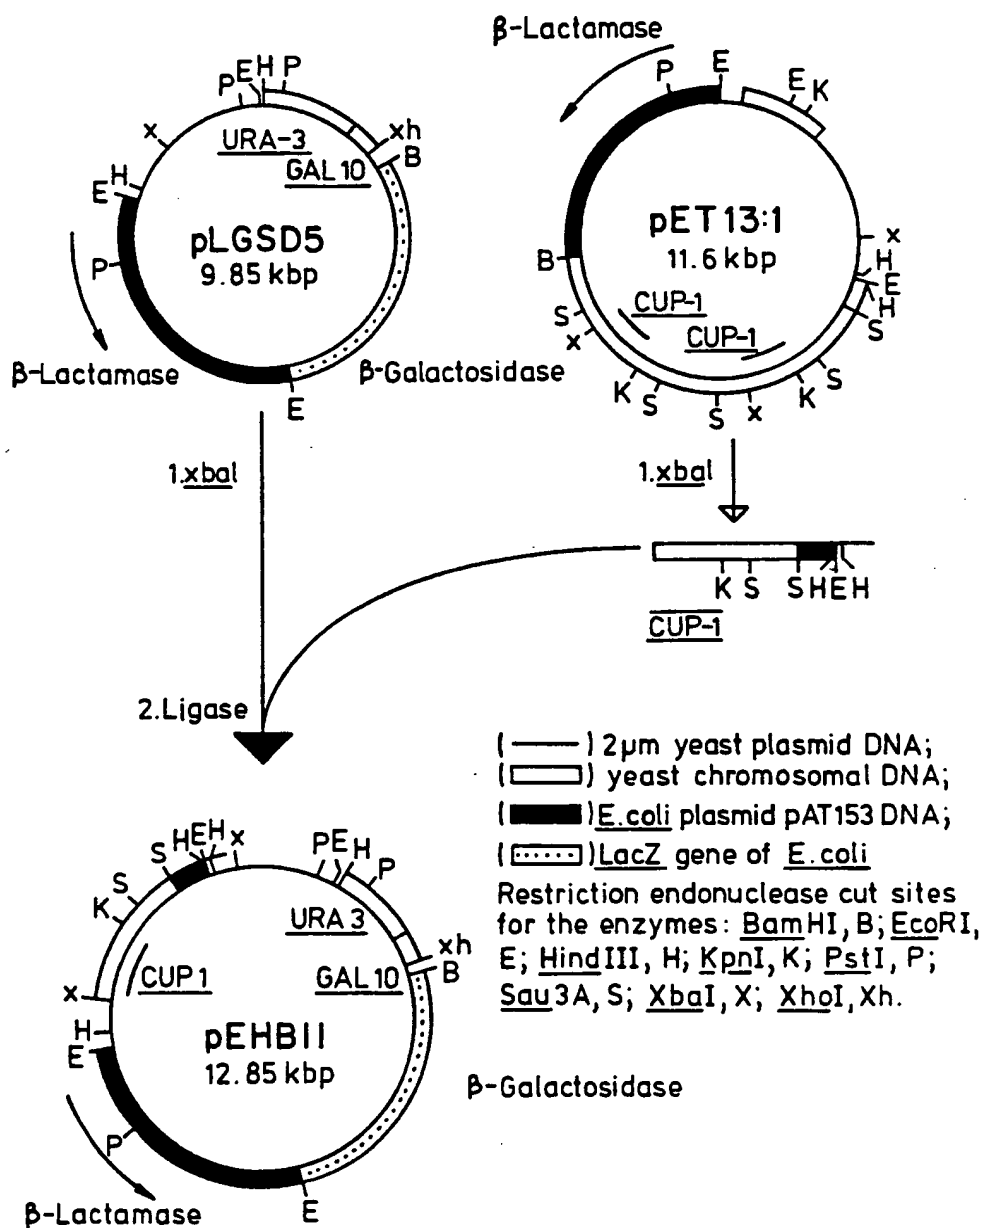 β-Lactamase
P E H P
x
xh
B
H
E
P
URA-3
GAL 10
pLGSD5
9.85 kbp
β-Lactamase
β-Galactosidase
E
P E
E
K
x
H
E
H
S
B
pET13:1
11.6 kbp
CUP-1
CUP-1
S
x
K
S
S
x
K
S
1.xbaI
1.xbaI
K S S H E H
CUP-1
2.Ligase
( ) 2μm yeast plasmid DNA;
( ) yeast chromosomal DNA;
( ) E.coli plasmid pAT153 DNA;
( ) LacZ gene of E.coli
Restriction endonuclease cut sites
for the enzymes: BamHI, B; EcoRI,
E; HindIII, H; KpnI, K; PstI, P;
Sau3A, S; XbaI, X; XhoI, Xh.
S H E H x
P E H P
K S
URA 3
xh
B
CUP 1
GAL 10
x
H
E
pEHBII
12.85 kbp
β-Galactosidase
P
β-Lactamase
E